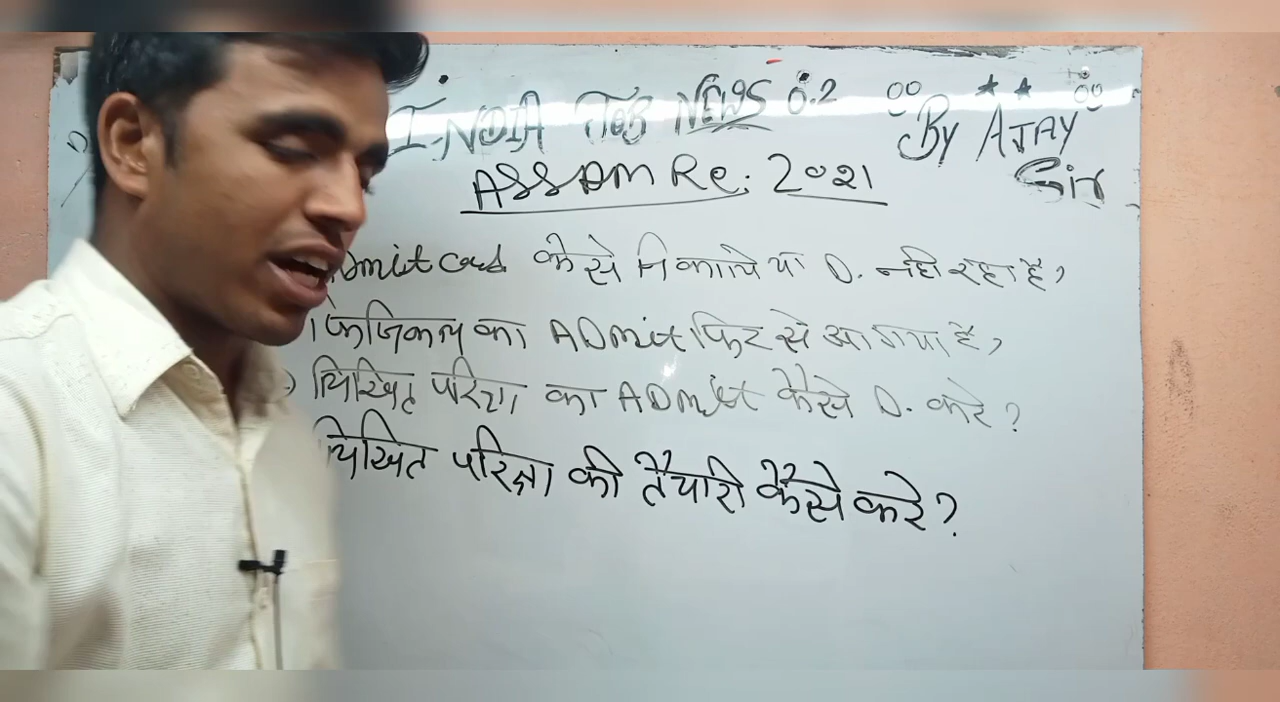 INDIA JOB NEWS 0.2
By AJAY Sir
ASSAM Re. 2021
Admit card कैसे निकाले या D. नही रहा है,
फिजिकल का ADmit फिर से आ गया है,
लिखित परिक्षा का ADmit कैसे D. करे ?
लिखित परिक्षा की तैयारी कैसे करे ?